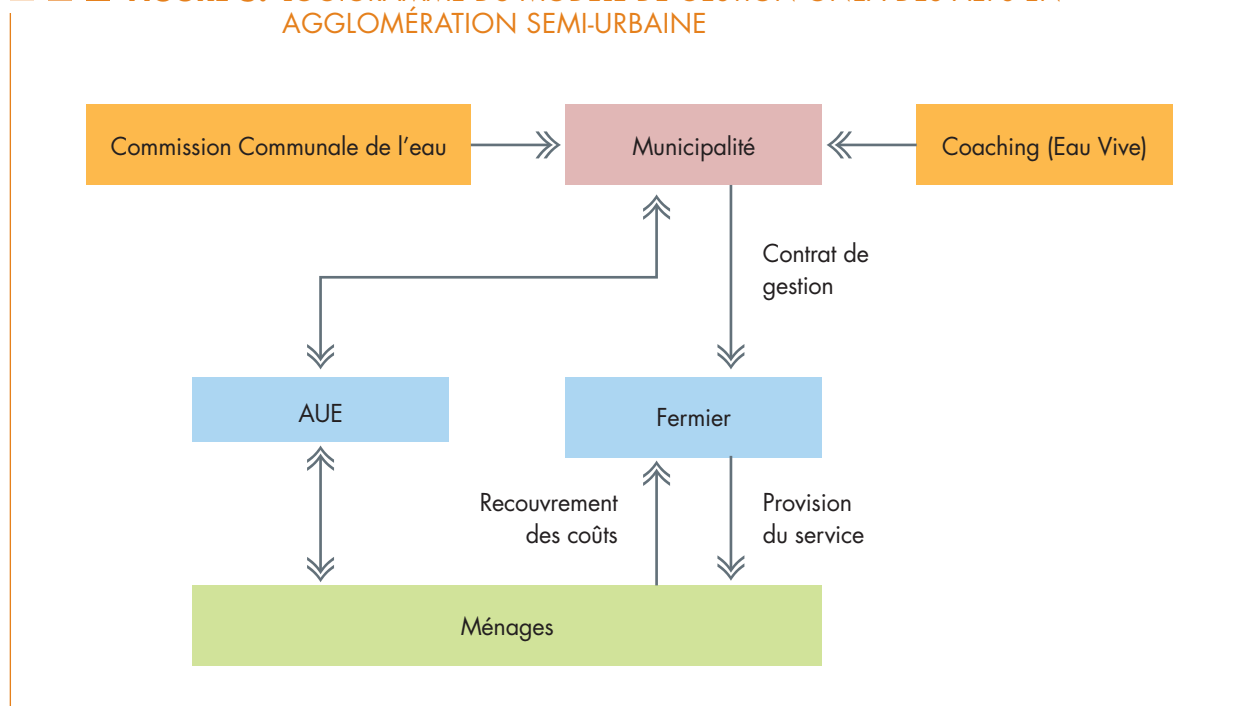 AGGLOMÉRATION SEMI-URBAINE
Commission Communale de l'eau
Municipalité
Coaching (Eau Vive)
Contrat de
gestion
AUE
Fermier
Recouvrement
des coûts
Provision
du service
Ménages